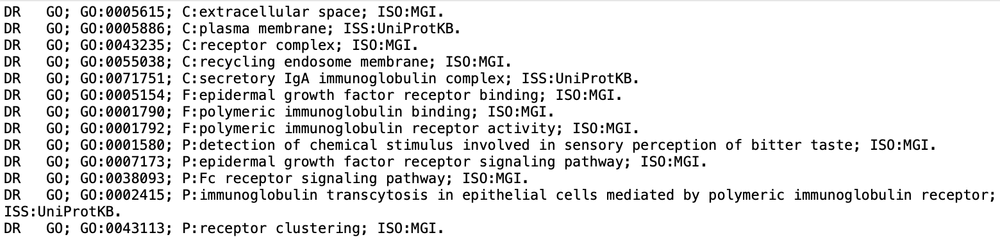 DR   GO; GO:0005615; C:extracellular space; ISO:MGI.
DR   GO; GO:0005886; C:plasma membrane; ISS:UniProtKB.
DR   GO; GO:0043235; C:receptor complex; ISO:MGI.
DR   GO; GO:0055038; C:recycling endosome membrane; ISO:MGI.
DR   GO; GO:0071751; C:secretory IgA immunoglobulin complex; ISS:UniProtKB.
DR   GO; GO:0005154; F:epidermal growth factor receptor binding; ISO:MGI.
DR   GO; GO:0001790; F:polymeric immunoglobulin binding; ISO:MGI.
DR   GO; GO:0001792; F:polymeric immunoglobulin receptor activity; ISO:MGI.
DR   GO; GO:0001580; P:detection of chemical stimulus involved in sensory perception of bitter taste; ISO:MGI.
DR   GO; GO:0007173; P:epidermal growth factor receptor signaling pathway; ISO:MGI.
DR   GO; GO:0038093; P:Fc receptor signaling pathway; ISO:MGI.
DR   GO; GO:0002415; P:immunoglobulin transcytosis in epithelial cells mediated by polymeric immunoglobulin receptor;
ISS:UniProtKB.
DR   GO; GO:0043113; P:receptor clustering; ISO:MGI.